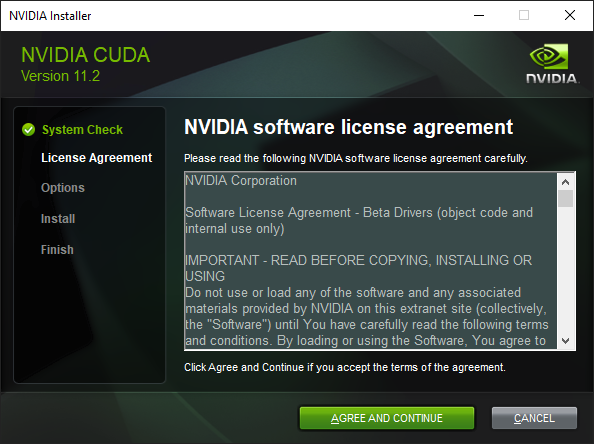 NVIDIA Installer
NVIDIA CUDA
Version 11.2
NVIDIA.
System Check
License Agreement
Options
Install
Finish
NVIDIA software license agreement
Please read the following NVIDIA software license agreement carefully.
NVIDIA Corporation
Software License Agreement - Beta Drivers (object code and
internal use only)
IMPORTANT - READ BEFORE COPYING, INSTALLING OR
USING
Do not use or load any of the software and any associated
materials provided by NVIDIA on this extranet site (collectively,
the "Software") until You have carefully read the following terms
and conditions. By loading or using the Software, You agree to
Click Agree and Continue if you accept the terms of the agreement.
AGREE AND CONTINUE
CANCEL